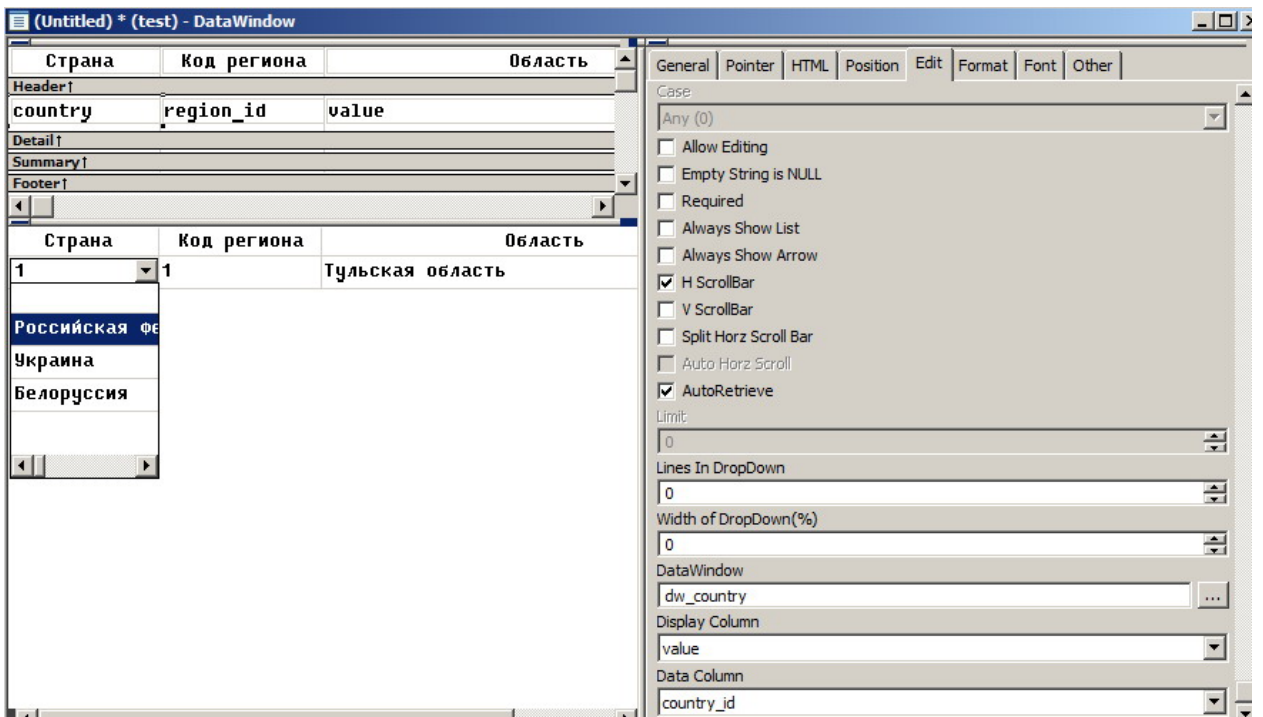 (Untitled) * (test) - DataWindow
Страна Код региона Область
Header↑
country region_id value
Detail↑
Summary↑
Footer↑
Страна Код региона Область
1 1 Тульская область
Российская фе
Украина
Белоруссия
General Pointer HTML Position Edit Format Font Other
Case
Any (0)
Allow Editing
Empty String is NULL
Required
Always Show List
Always Show Arrow
H ScrollBar
V ScrollBar
Split Horz Scroll Bar
Auto Horz Scroll
AutoRetrieve
Limit
0
Lines In DropDown
0
Width of DropDown(%)
0
DataWindow
dw_country
...
Display Column
value
Data Column
country_id